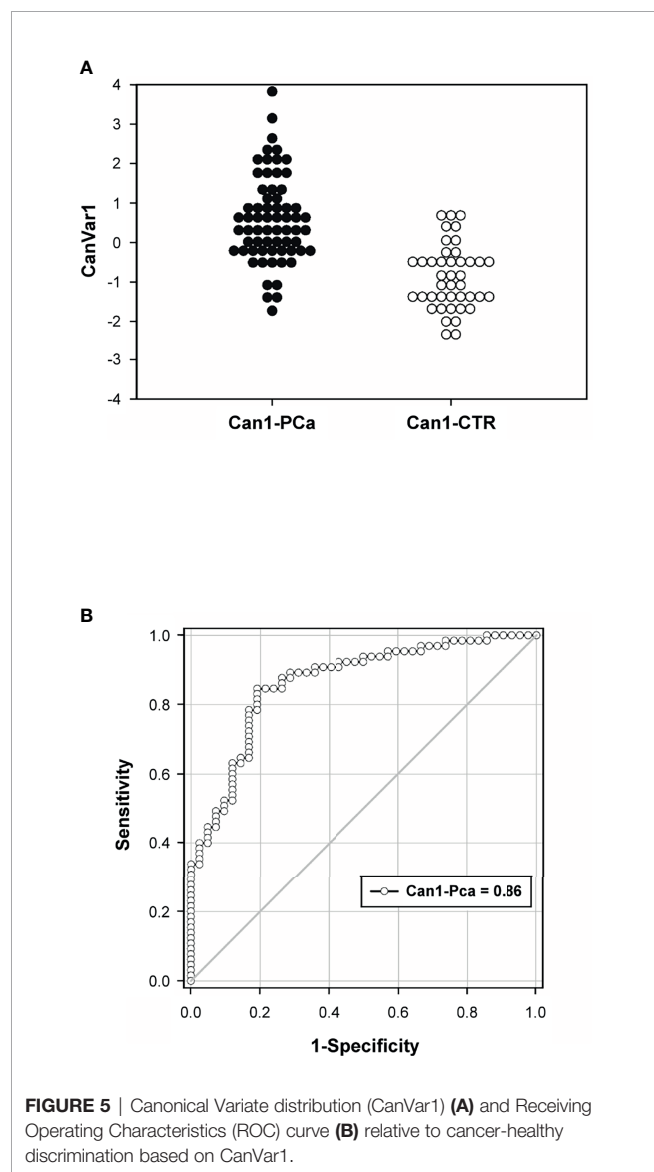 A
4
3
2
1
0
-1
-2
-3
-4
CanVar1
Can1-PCa Can1-CTR
B
1.0
0.8
0.6
0.4
0.2
0.0
Sensitivity
Can1-Pca = 0.86
0.0 0.2 0.4 0.6 0.8 1.0
1-Specificity
FIGURE 5 | Canonical Variate distribution (CanVar1) (A) and Receiving
Operating Characteristics (ROC) curve (B) relative to cancer-healthy
discrimination based on CanVar1.